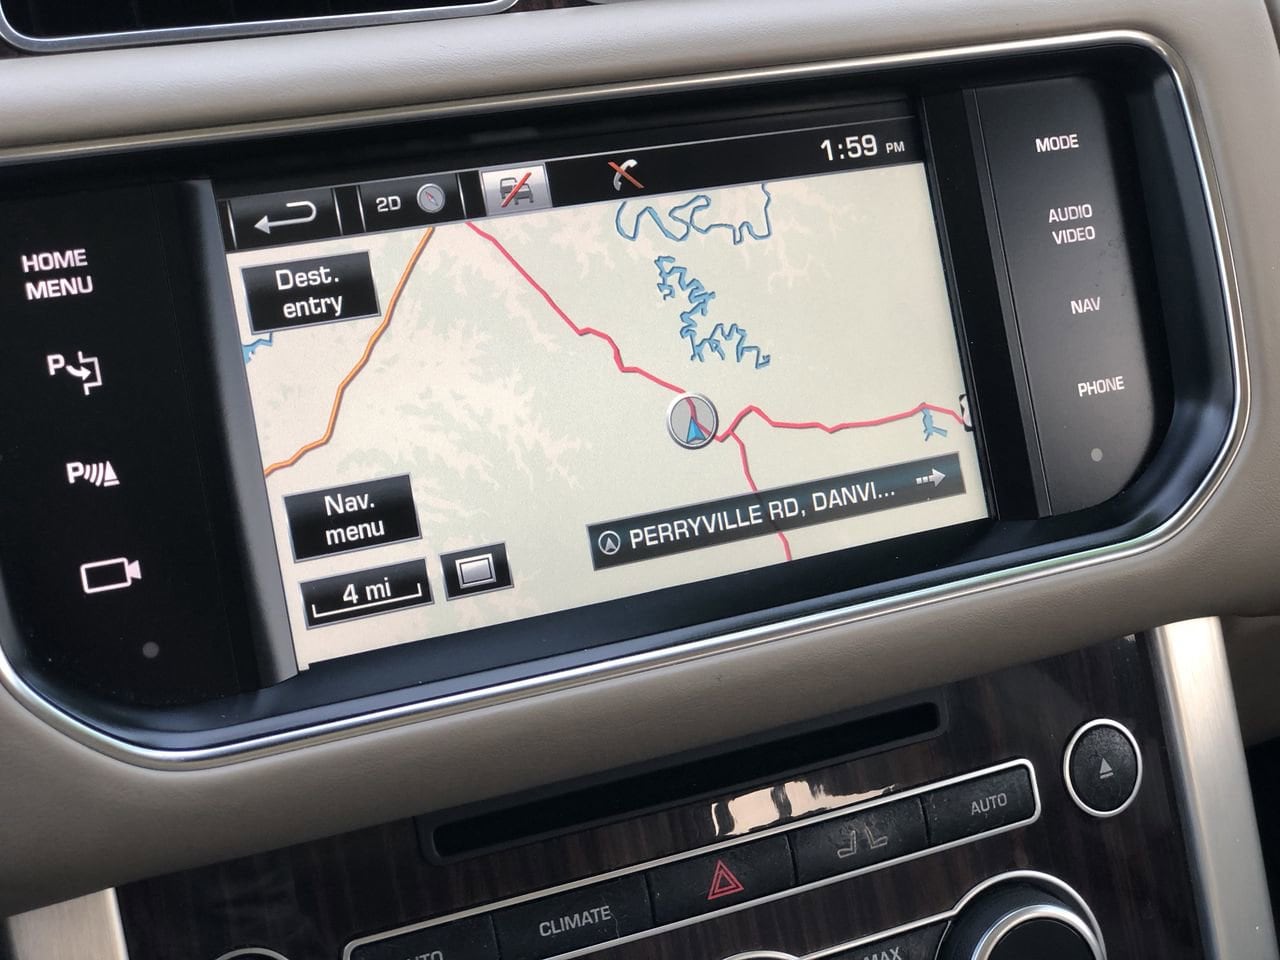 1:59 PM
2D
MODE
HOME
MENU
Dest.
entry
AUDIO
VIDEO
P
NAV
PHONE
P
Nav.
menu
PERRYVILLE RD, DANVI...
4 mi
AUTO
CLIMATE
MAX